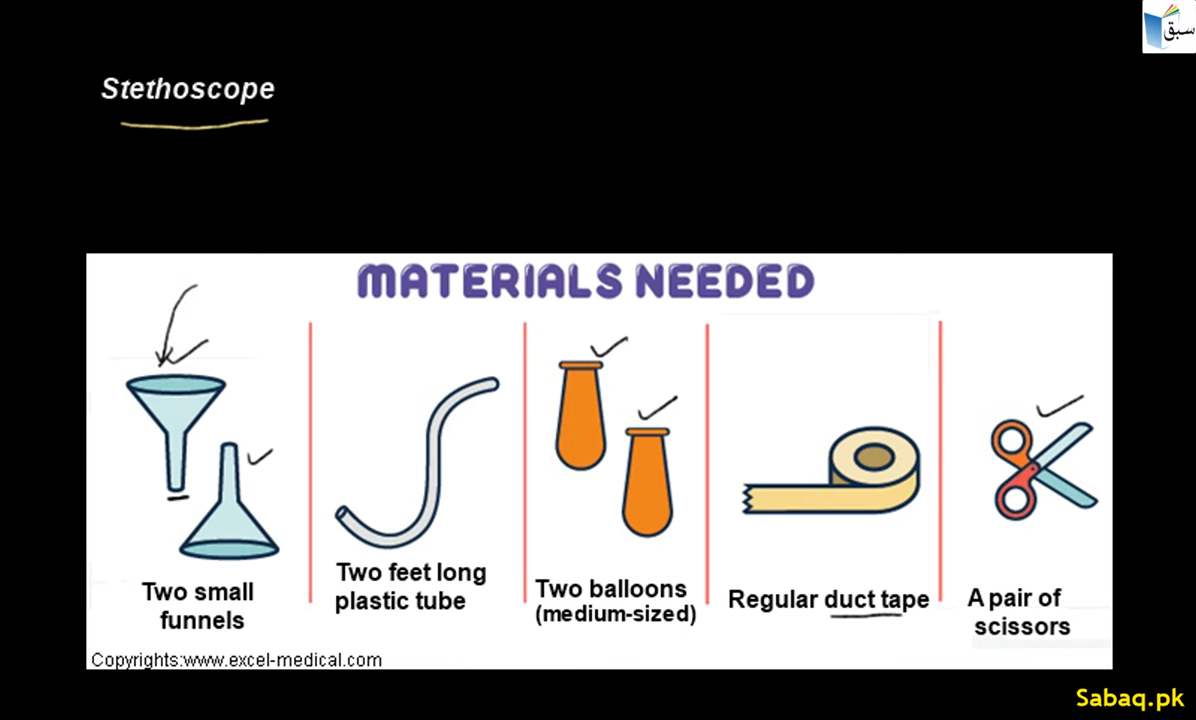 سبق
Stethoscope
MATERIALS NEEDED
Two small
funnels
Two feet long
plastic tube
Two balloons
(medium-sized)
Regular duct tape
A pair of
scissors
Copyrights:www.excel-medical.com
Sabaq.pk